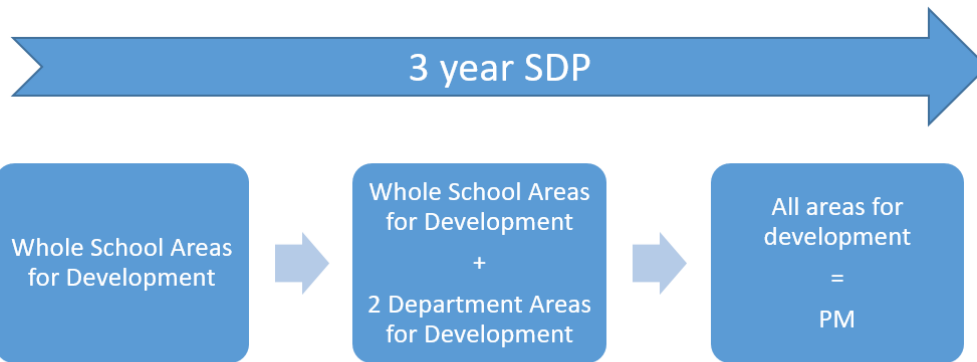 3 year SDP
Whole School Areas
for Development
Whole School Areas
for Development
+
2 Department Areas
for Development
All areas for
development
=
PM